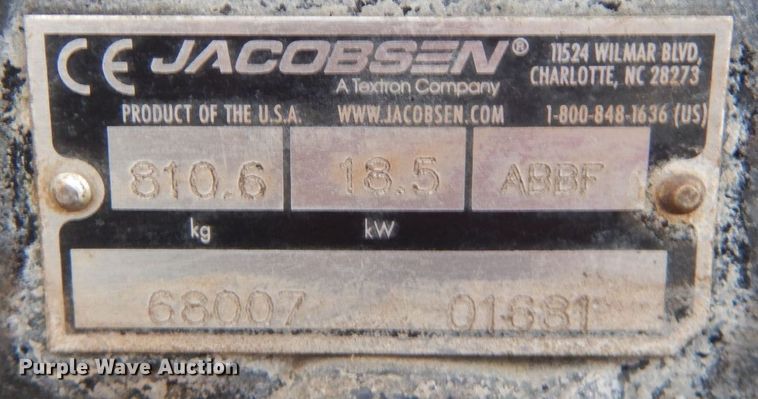 CE JACOBSEN® 11524 WILMAR BLVD,
A Textron Company CHARLOTTE, NC 28273
PRODUCT OF THE U.S.A. WWW.JACOBSEN.COM 1-800-848-1636 (US)
810.6 18.5 ABBF
kg kW
68007 01681
Purple Wave Auction